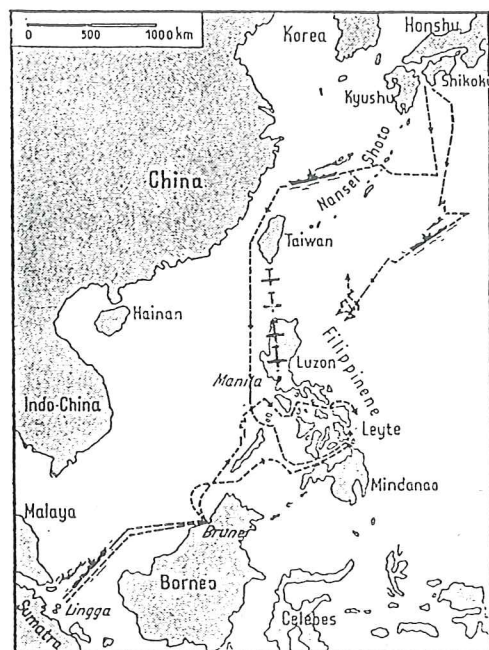 0 500 1000 km
Korea
Honshu
Shikoku
Kyushu
Nansei Shoto
China
Taiwan
Hainan
Luzon
Filippinene
Manila
Indo-China
Leyte
Mindanao
Malaya
Brunei
Borneo
Lingga
Sumatra
Celebes